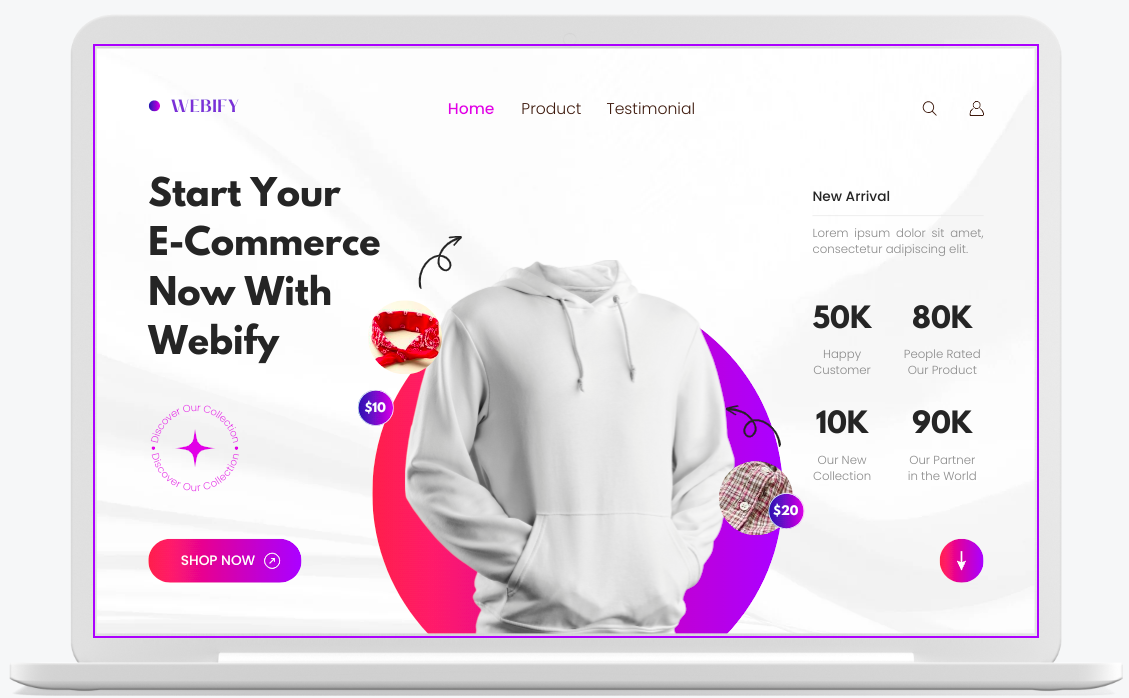 WEBIFY
Home Product Testimonial
Start Your
E-Commerce
Now With
Webify
$10
Discover Our Collection
Discover Our Collection
SHOP NOW
$20
New Arrival
Lorem ipsum dolor sit amet,
consectetur adipiscing elit.
50K
Happy
Customer
80K
People Rated
Our Product
10K
Our New
Collection
90K
Our Partner
in the World